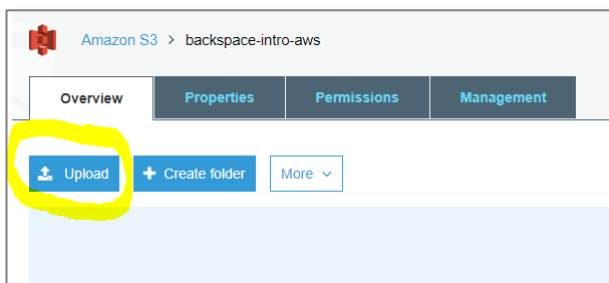 Amazon S3 > backspace-intro-aws
Overview Properties Permissions Management
Upload + Create folder More